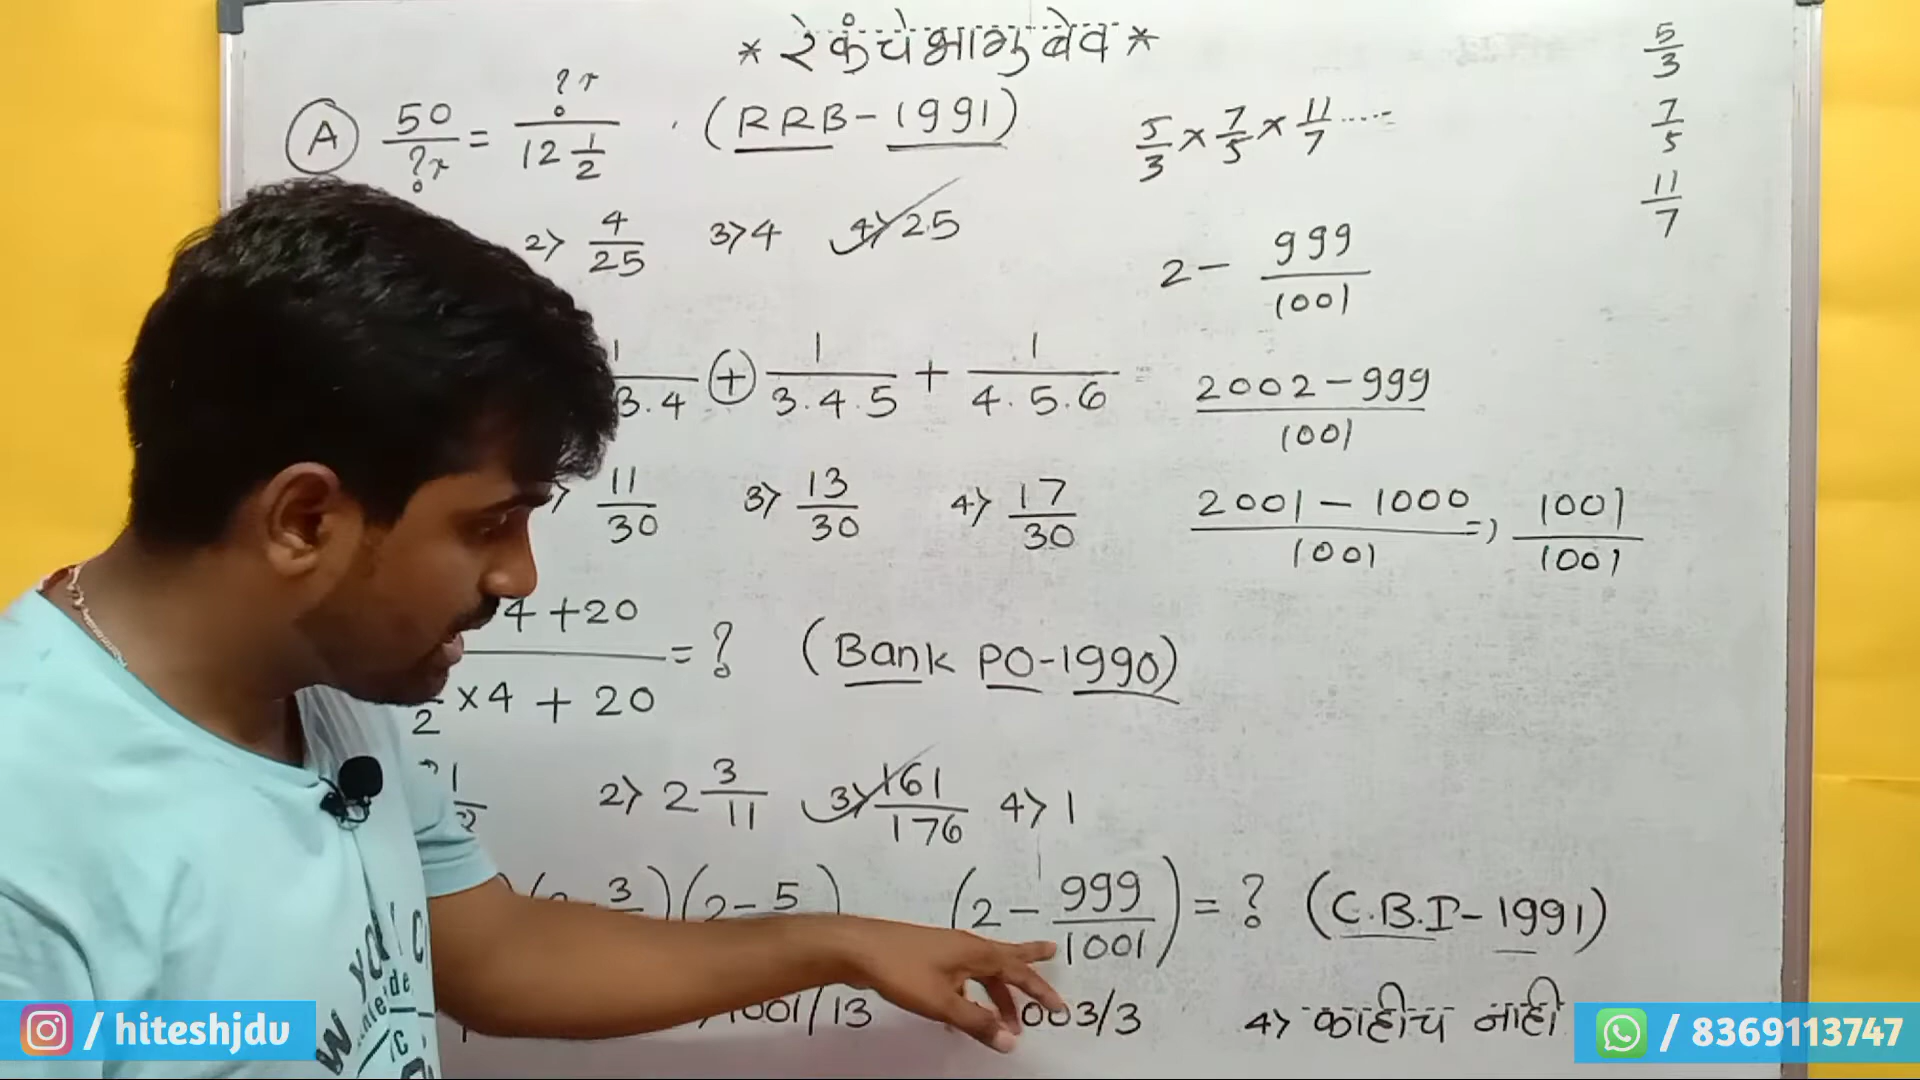 * रेकंचे भागुबेव *
A 50/? = ?/12 1/2 . (RRB-1991)
2) 4/25 3) 4 4) 25
5/3 × 7/5 × 11/7 .....
5/3
7/5
11/7
2 - 999/1001
3.4 + 1/3.4.5 + 1/4.5.6 =
2002 - 999/1001
11/30 3) 13/30 4) 17/30
2001 - 1000/1001 =) 1001/1001
4 + 20 = ? (Bank PO-1990)
2 × 4 + 20
1/2 2) 2 3/11 3) 161/176 4) 1
(2 - 3 ) (2 - 5 ) (2 - 999/1001) = ? (C.B.I - 1991)
1001/13 003/3 4) काहीच नाही
/ hiteshjdu
/ 8369113747